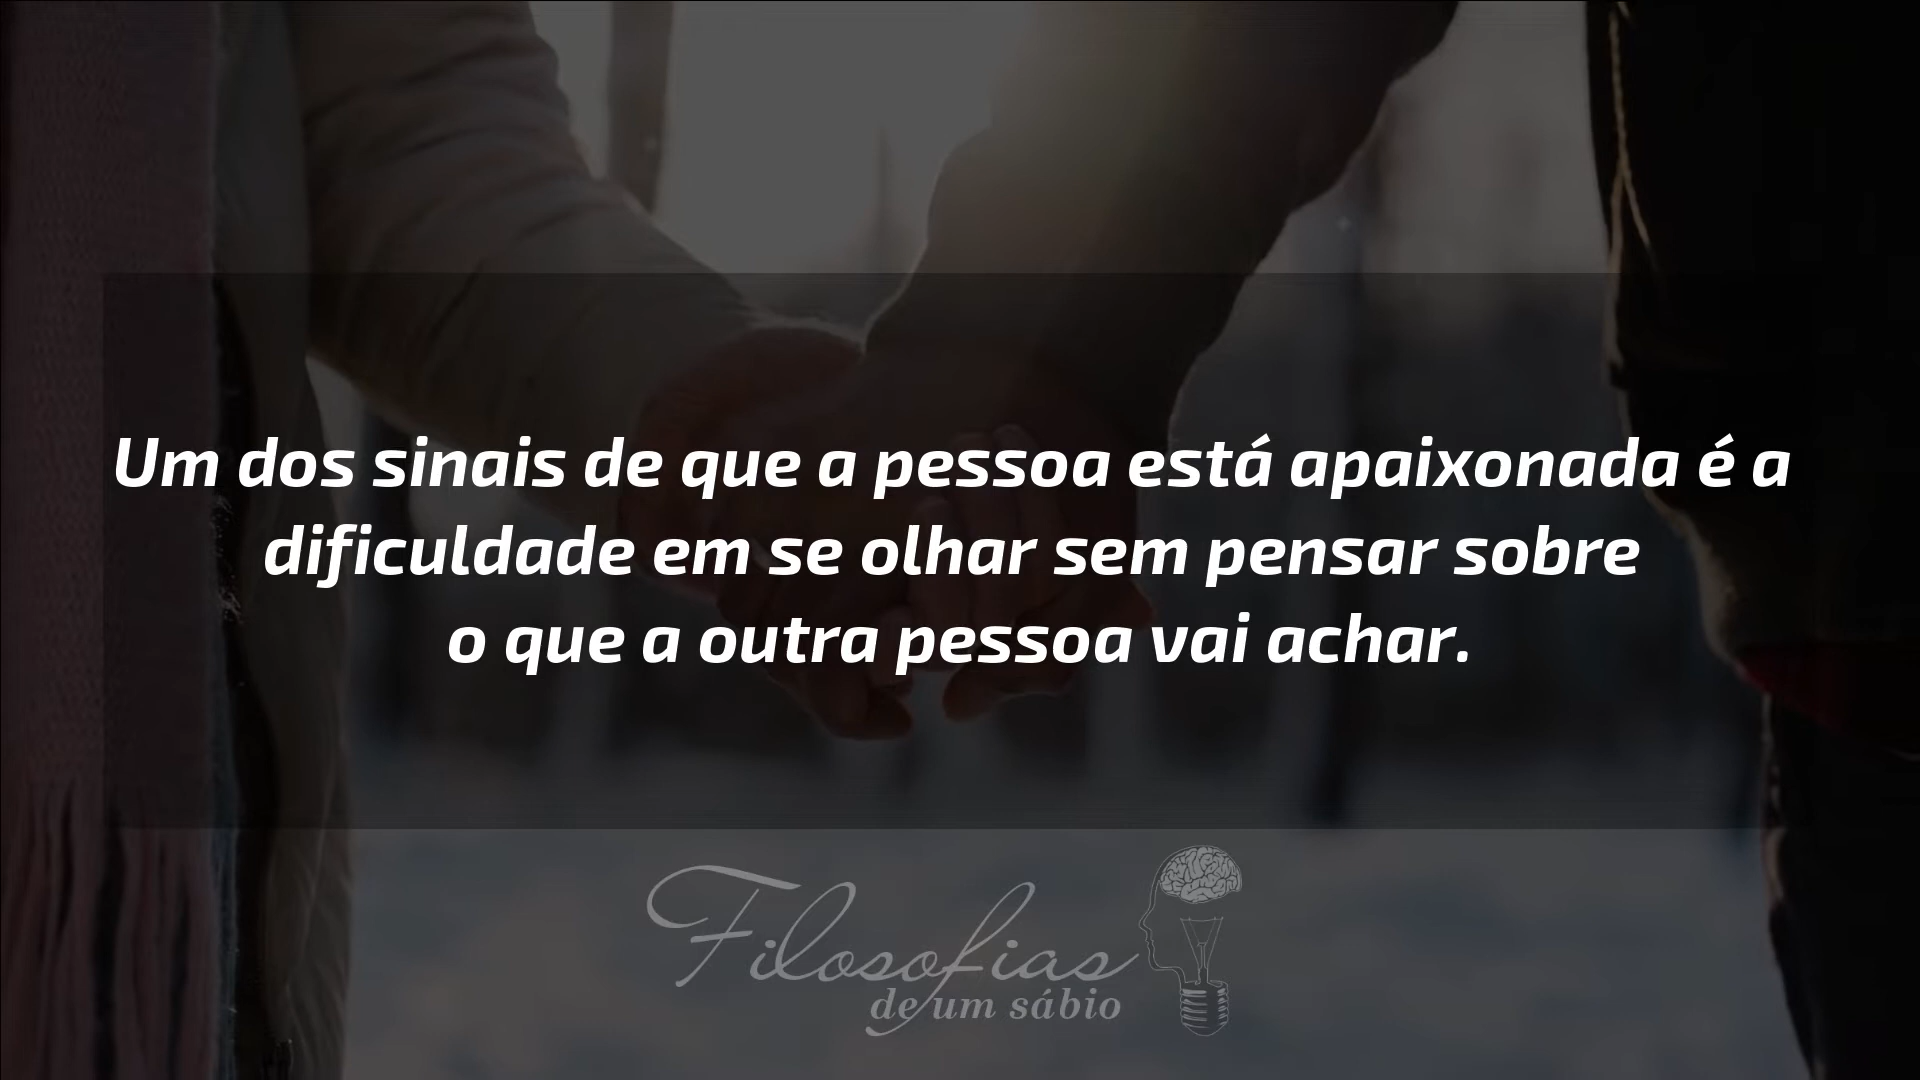 Um dos sinais de que a pessoa está apaixonada é a
dificuldade em se olhar sem pensar sobre
o que a outra pessoa vai achar.
Filosofias
de um sábio